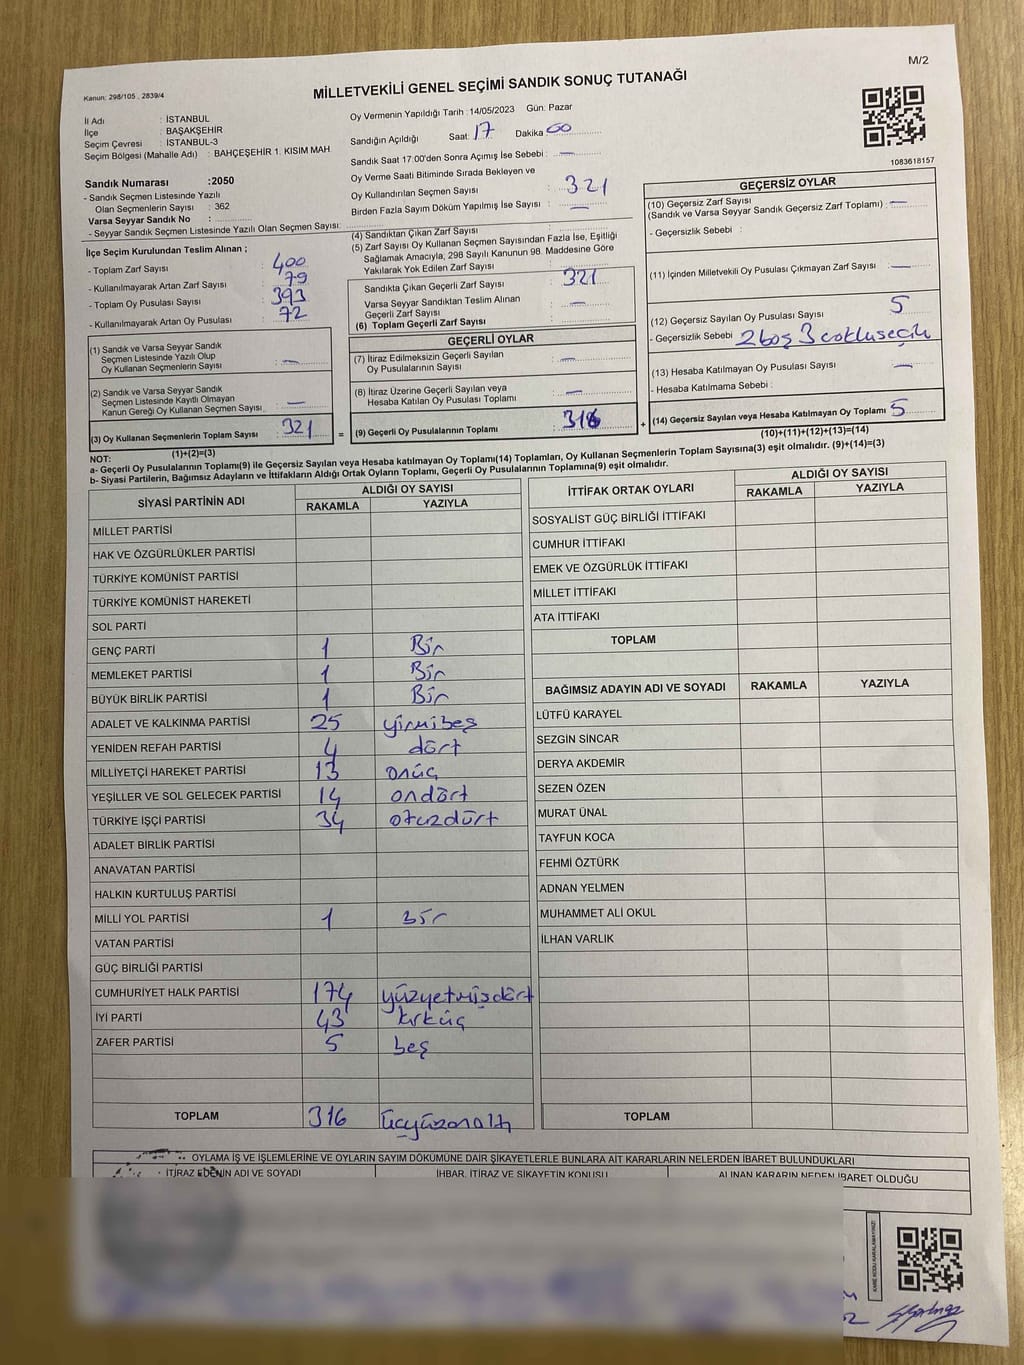 M/2
Kanun: 298/105 , 2839/4
MİLLETVEKİLİ GENEL SEÇİMİ SANDIK SONUÇ TUTANAĞI
İl Adı : İSTANBUL
İlçe : BAŞAKŞEHİR
Seçim Çevresi : İSTANBUL-3
Seçim Bölgesi (Mahalle Adı) : BAHÇEŞEHİR 1. KISIM MAH.
Sandık Numarası :2050
- Sandık Seçmen Listesinde Yazılı
Olan Seçmenlerin Sayısı : 362
Varsa Seyyar Sandık No :
- Seyyar Sandık Seçmen Listesinde Yazılı Olan Seçmen Sayısı:
İlçe Seçim Kurulundan Teslim Alınan ;
- Toplam Zarf Sayısı : 400
- Kullanılmayarak Artan Zarf Sayısı : 79
- Toplam Oy Pusulası Sayısı : 393
- Kullanılmayarak Artan Oy Pusulası : 72
Oy Vermenin Yapıldığı Tarih : 14/05/2023 Gün: Pazar
Sandığın Açıldığı Saat: 17 Dakika: 00
Sandık Saat 17:00'den Sonra Açımış İse Sebebi : —
Oy Verme Saati Bitiminde Sırada Bekleyen ve
Oy Kullandırılan Seçmen Sayısı : 321
Birden Fazla Sayım Döküm Yapılmış İse Sayısı : —
(4) Sandıktan Çıkan Zarf Sayısı :
(5) Zarf Sayısı Oy Kullanan Seçmen Sayısından Fazla İse, Eşitliği
Sağlamak Amacıyla, 298 Sayılı Kanunun 98. Maddesine Göre
Yakılarak Yok Edilen Zarf Sayısı :
Sandıkta Çıkan Geçerli Zarf Sayısı : 321
Varsa Seyyar Sandıktan Teslim Alınan
Geçerli Zarf Sayısı : —
(6) Toplam Geçerli Zarf Sayısı :
1083618157
GEÇERSİZ OYLAR
(10) Geçersiz Zarf Sayısı
(Sandık ve Varsa Seyyar Sandık Geçersiz Zarf Toplamı) : —
- Geçersizlik Sebebi :
(11) İçinden Milletvekili Oy Pusulası Çıkmayan Zarf Sayısı : —
(12) Geçersiz Sayılan Oy Pusulası Sayısı : 5
- Geçersizlik Sebebi : 2 boş 3 çoklu seçili
(13) Hesaba Katılmayan Oy Pusulası Sayısı : —
- Hesaba Katılmama Sebebi :
(14) Geçersiz Sayılan veya Hesaba Katılmayan Oy Toplamı : 5
(10)+(11)+(12)+(13)=(14)
(1) Sandık ve Varsa Seyyar Sandık
Seçmen Listesinde Yazılı Olup
Oy Kullanan Seçmenlerin Sayısı : —
(2) Sandık ve Varsa Seyyar Sandık
Seçmen Listesinde Kayıtlı Olmayan
Kanun Gereği Oy Kullanan Seçmen Sayısı : —
(3) Oy Kullanan Seçmenlerin Toplam Sayısı : 321
(1)+(2)=(3)
=
GEÇERLİ OYLAR
(7) İtiraz Edilmeksizin Geçerli Sayılan
Oy Pusulalarının Sayısı : —
(8) İtiraz Üzerine Geçerli Sayılan veya
Hesaba Katılan Oy Pusulası Toplamı : —
(9) Geçerli Oy Pusulalarının Toplamı : 316
+
NOT:
a- Geçerli Oy Pusulalarının Toplamı(9) ile Geçersiz Sayılan veya Hesaba katılmayan Oy Toplamı(14) Toplamları, Oy Kullanan Seçmenlerin Toplam Sayısına(3) eşit olmalıdır. (9)+(14)=(3)
b- Siyasi Partilerin, Bağımsız Adayların ve İttifakların Aldığı Ortak Oyların Toplamı, Geçerli Oy Pusulalarının Toplamına(9) eşit olmalıdır.
SİYASİ PARTİNİN ADI ALDIĞI OY SAYISI
RAKAMLA YAZIYLA
MİLLET PARTİSİ
HAK VE ÖZGÜRLÜKLER PARTİSİ
TÜRKİYE KOMÜNİST PARTİSİ
TÜRKİYE KOMÜNİST HAREKETİ
SOL PARTİ
GENÇ PARTİ 1 Bir
MEMLEKET PARTİSİ 1 Bir
BÜYÜK BİRLİK PARTİSİ 1 Bir
ADALET VE KALKINMA PARTİSİ 25 yirmibeş
YENİDEN REFAH PARTİSİ 4 dört
MİLLİYETÇİ HAREKET PARTİSİ 13 onüç
YEŞİLLER VE SOL GELECEK PARTİSİ 14 ondört
TÜRKİYE İŞÇİ PARTİSİ 34 otuzdört
ADALET BİRLİK PARTİSİ
ANAVATAN PARTİSİ
HALKIN KURTULUŞ PARTİSİ
MİLLİ YOL PARTİSİ 1 bir
VATAN PARTİSİ
GÜÇ BİRLİĞİ PARTİSİ
CUMHURİYET HALK PARTİSİ 174 yüzyetmişdört
İYİ PARTİ 43 kırküç
ZAFER PARTİSİ 5 beş
TOPLAM 316 üçyüzonaltı
İTTİFAK ORTAK OYLARI ALDIĞI OY SAYISI
RAKAMLA YAZIYLA
SOSYALIST GÜÇ BİRLİĞİ İTTİFAKI
CUMHUR İTTİFAKI
EMEK VE ÖZGÜRLÜK İTTİFAKI
MİLLET İTTİFAKI
ATA İTTİFAKI
TOPLAM
BAĞIMSIZ ADAYIN ADI VE SOYADI RAKAMLA YAZIYLA
LÜTFÜ KARAYEL
SEZGİN SİNCAR
DERYA AKDEMİR
SEZEN ÖZEN
MURAT ÜNAL
TAYFUN KOCA
FEHMİ ÖZTÜRK
ADNAN YELMEN
MUHAMMET ALİ OKUL
İLHAN VARLIK
TOPLAM
OYLAMA İŞ VE İŞLEMLERİNE VE OYLARIN SAYIM DÖKÜMÜNE DAİR ŞİKAYETLERLE BUNLARA AİT KARARLARIN NELERDEN İBARET BULUNDUKLARI
İTİRAZ EDENİN ADI VE SOYADI İHBAR, İTİRAZ VE ŞİKAYETİN KONUSU ALINAN KARARIN NEDEN İBARET OLDUĞU
KARE KODU KARALAMAYINIZ!